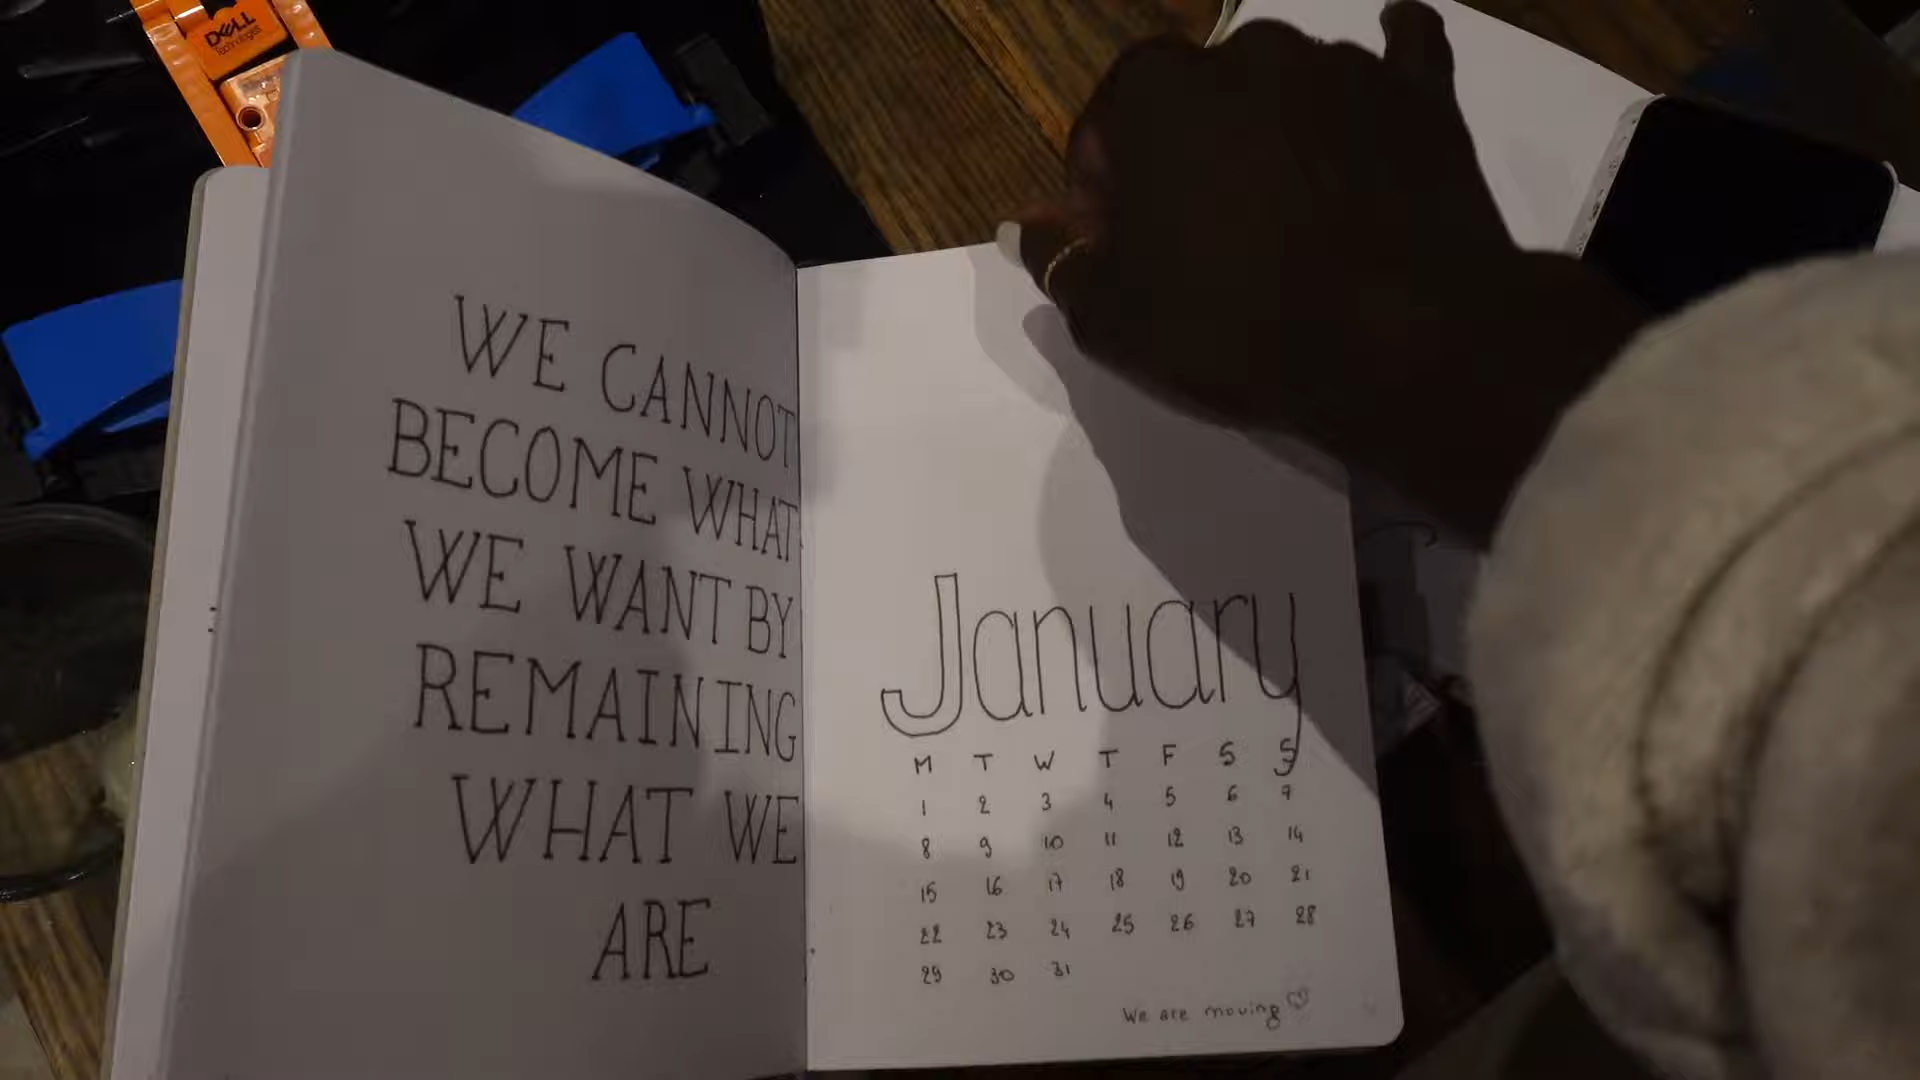 DELL
Technologies
WE CANNOT
BECOME WHAT
WE WANT BY
REMAINING
WHAT WE
ARE
January
M T W T F S S
1 2 3 4 5 6 7
8 9 10 11 12 13 14
15 16 17 18 19 20 21
22 23 24 25 26 27 28
29 30 31
We are moving